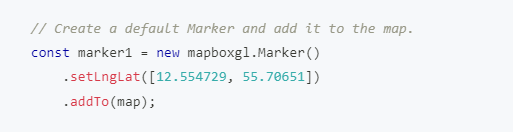 // Create a default Marker and add it to the map.
const marker1 = new mapboxgl.Marker()
.setLngLat([12.554729, 55.70651])
.addTo(map);